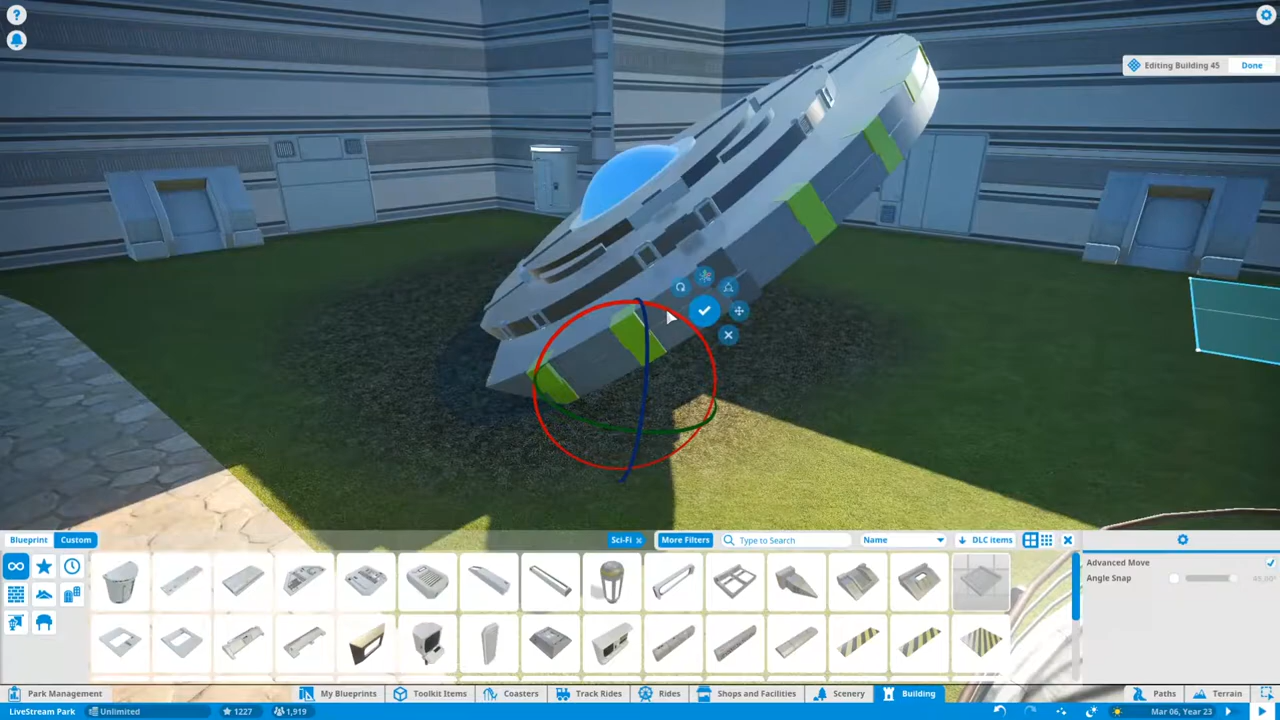 ?
Editing Building 45 Done
Blueprint Custom Sci-Fi × More Filters Type to Search Name DLC items
Advanced Move
Angle Snap 45.00°
Park Management My Blueprints Toolkit Items Coasters Track Rides Rides Shops and Facilities Scenery Building Paths Terrain
LiveStream Park Unlimited 1227 1,919 Mar 06, Year 23